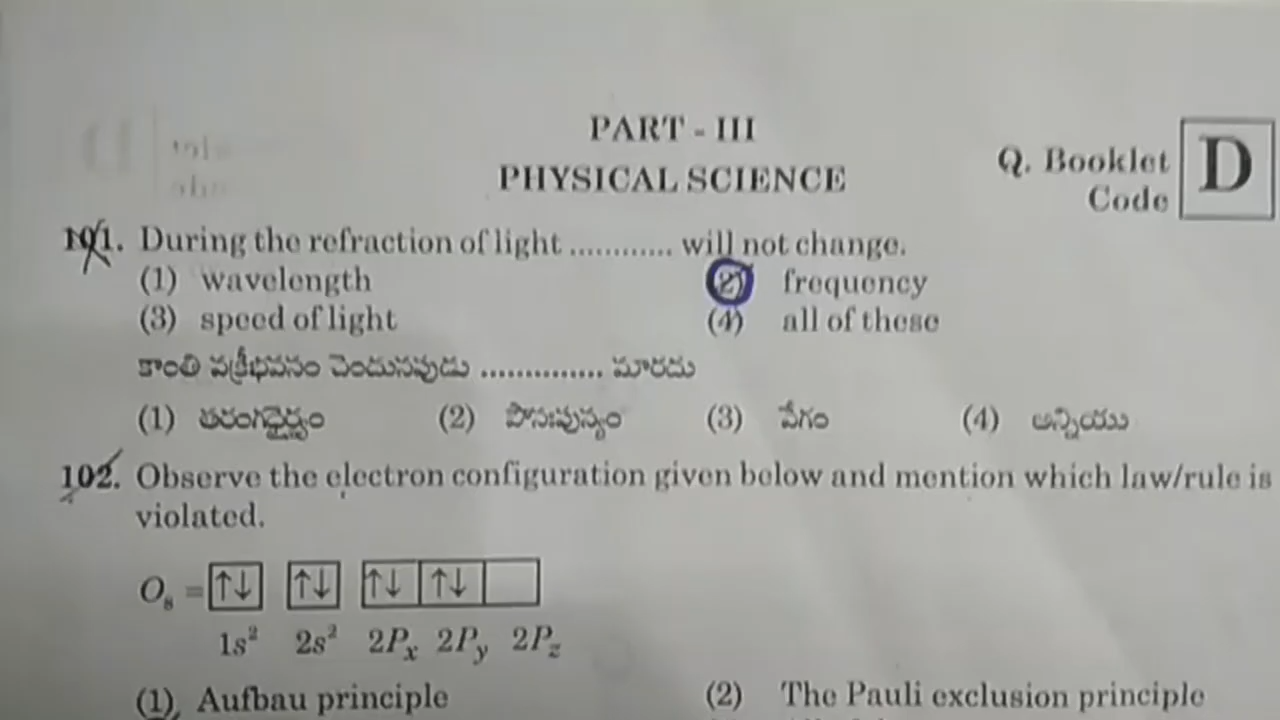 PART - III
PHYSICAL SCIENCE
Q. Booklet Code D
101. During the refraction of light ............ will not change.
(1) wavelength (2) frequency
(3) speed of light (4) all of these
కాంతి వక్రీభవనం చెందునపుడు .............. మారదు
(1) తరంగదైర్ఘ్యం (2) పౌనఃపున్యం (3) వేగం (4) అన్నియు
102. Observe the electron configuration given below and mention which law/rule is
violated.
O₈ = ↑↓ ↑↓ ↑↓ ↑↓
1s² 2s² 2Pₓ 2Py 2Pz
(1) Aufbau principle (2) The Pauli exclusion principle